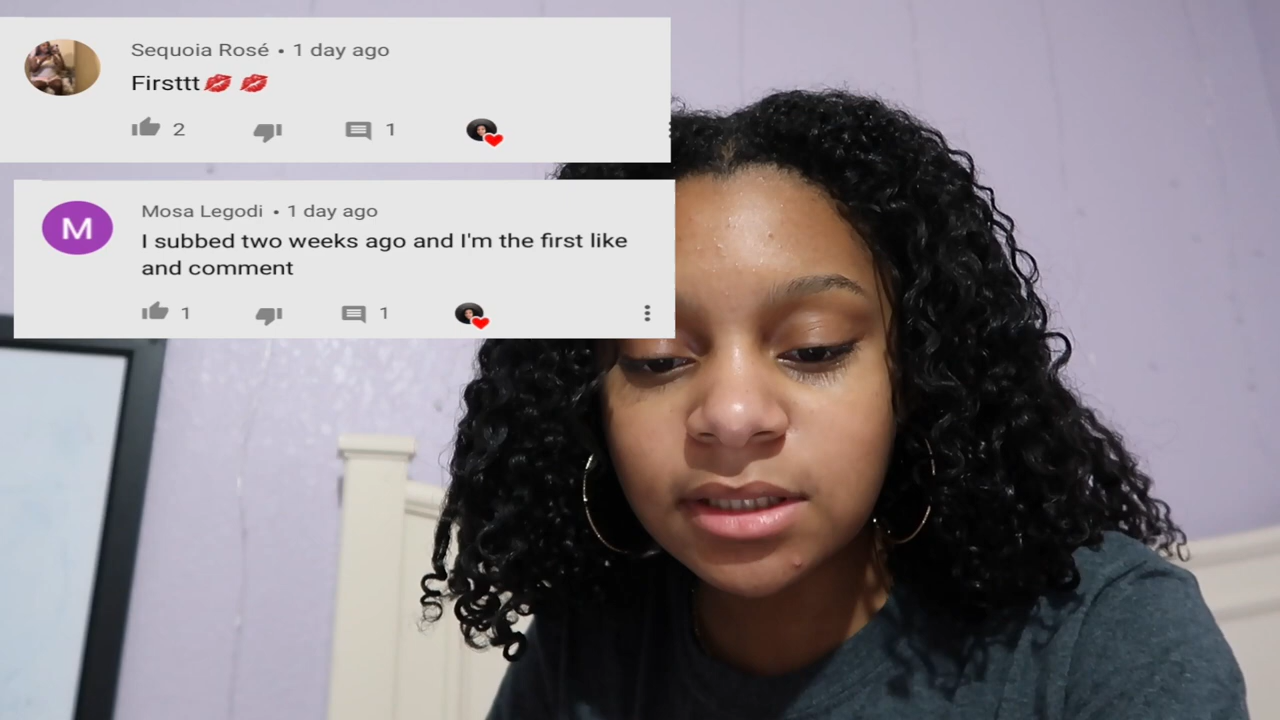 Sequoia Rosé • 1 day ago
Firsttt💋 💋
2
1
M
Mosa Legodi • 1 day ago
I subbed two weeks ago and I'm the first like
and comment
1
1